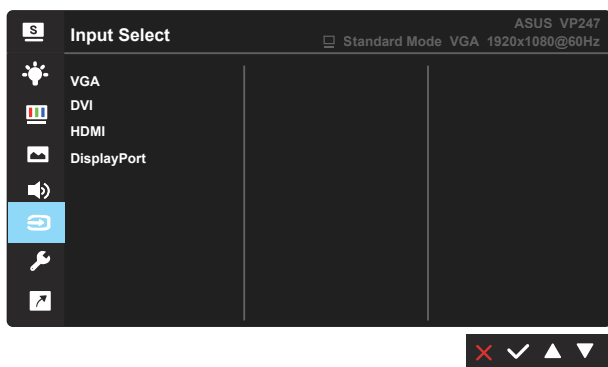 S
Input Select
ASUS VP247
Standard Mode VGA 1920x1080@60Hz
VGA
DVI
HDMI
DisplayPort